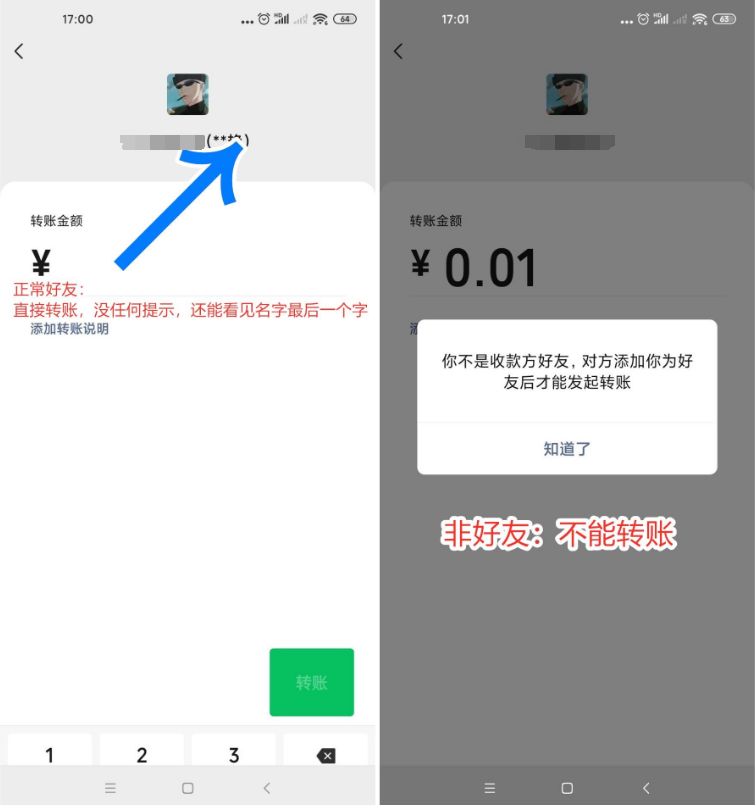 17:00
64
转账金额
¥
正常好友：
直接转账，没任何提示，还能看见名字最后一个字
添加转账说明
转账
1 2 3
17:01
63
转账金额
¥ 0.01
你不是收款方好友，对方添加你为好
友后才能发起转账
知道了
非好友：不能转账